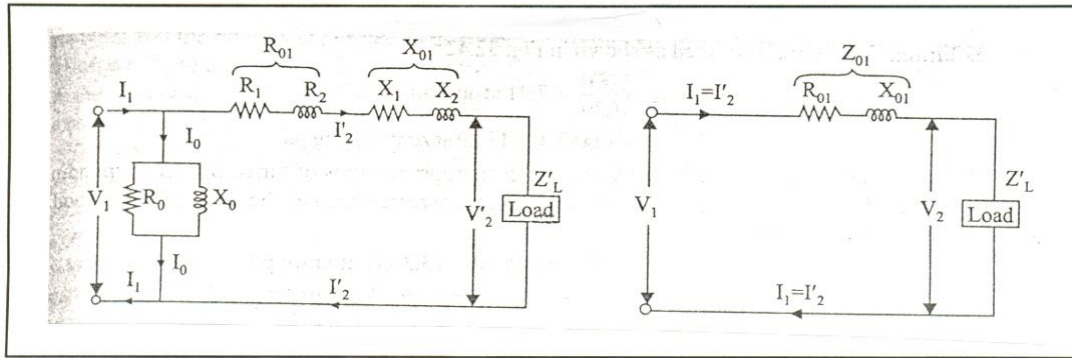 R₀₁ X₀₁
I₁ R₁ R₂ X₁ X₂
I'₂
I₀
R₀ X₀
V₁ V'₂ Z'L
Load
I₀
I₁ I'₂
Z₀₁
I₁=I'₂ R₀₁ X₀₁
V₁ V₂ Z'L
Load
I₁=I'₂